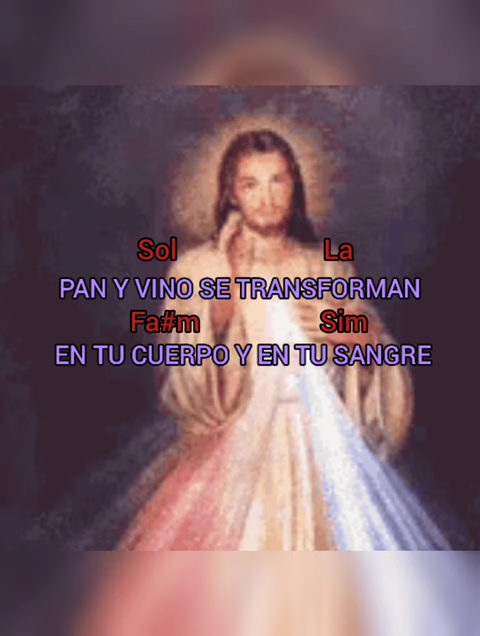 Sol La
PAN Y VINO SE TRANSFORMAN
Fa#m Sim
EN TU CUERPO Y EN TU SANGRE